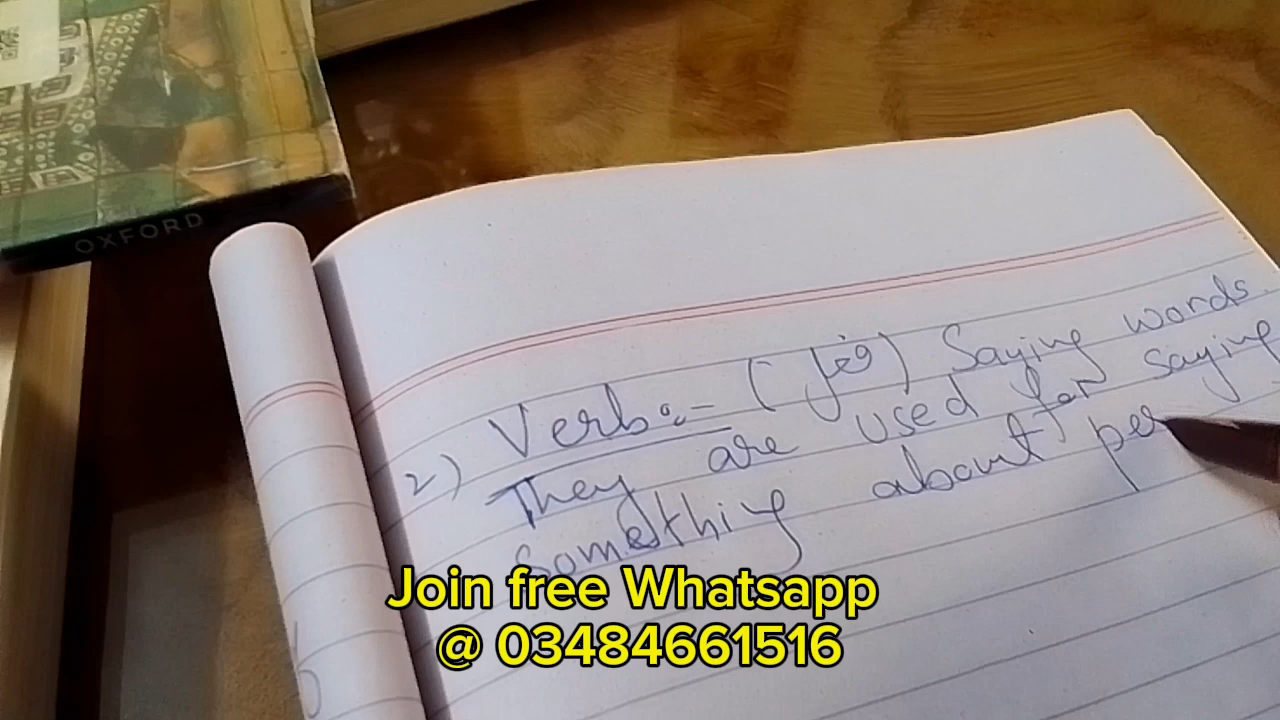 OXFORD
2) Verb:- (فعل) Saying words.
They are used for saying
something about per
Join free Whatsapp
@ 03484661516